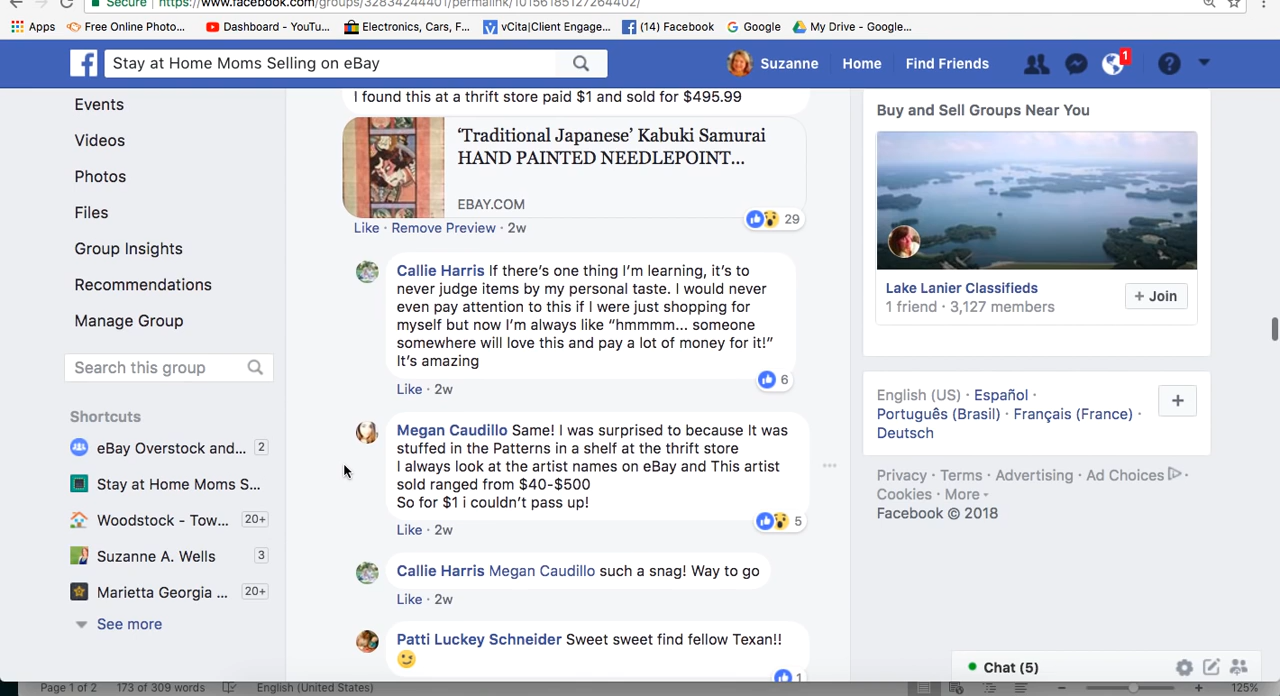 Secure https://www.facebook.com/groups/32834244401/permalink/10156185127264402/
Apps Free Online Photo... Dashboard - YouTu... Electronics, Cars, F... vCita|Client Engage... (14) Facebook Google My Drive - Google...
Stay at Home Moms Selling on eBay
Suzanne Home Find Friends 1
Events
Videos
Photos
Files
Group Insights
Recommendations
Manage Group
Search this group
Shortcuts
eBay Overstock and... 2
Stay at Home Moms S...
Woodstock - Tow... 20+
Suzanne A. Wells 3
Marietta Georgia ... 20+
See more
I found this at a thrift store paid $1 and sold for $495.99
‘Traditional Japanese’ Kabuki Samurai
HAND PAINTED NEEDLEPOINT...
EBAY.COM
29
Like · Remove Preview · 2w
Callie Harris If there’s one thing I’m learning, it’s to
never judge items by my personal taste. I would never
even pay attention to this if I were just shopping for
myself but now I’m always like “hmmmm... someone
somewhere will love this and pay a lot of money for it!”
It’s amazing
6
Like · 2w
Megan Caudillo Same! I was surprised to because It was
stuffed in the Patterns in a shelf at the thrift store
I always look at the artist names on eBay and This artist
sold ranged from $40-$500
So for $1 i couldn’t pass up!
5
Like · 2w
Callie Harris Megan Caudillo such a snag! Way to go
Like · 2w
Patti Luckey Schneider Sweet sweet find fellow Texan!!
1
Buy and Sell Groups Near You
Lake Lanier Classifieds
1 friend · 3,127 members
+ Join
English (US) · Español ·
Português (Brasil) · Français (France) ·
Deutsch
+
Privacy · Terms · Advertising · Ad Choices ·
Cookies · More
Facebook © 2018
Chat (5)
Page 1 of 2 173 of 309 words English (United States) 125%